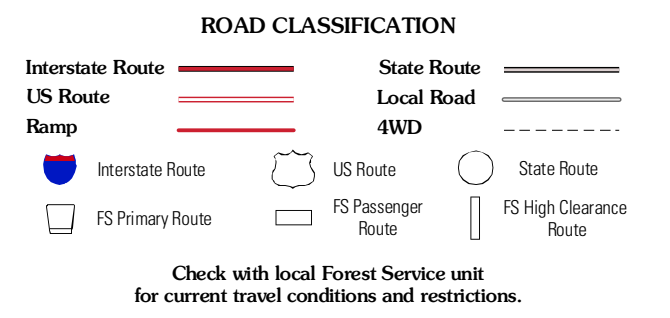 ROAD CLASSIFICATION
Interstate Route
State Route
US Route
Local Road
Ramp
4WD
Interstate Route
US Route
State Route
FS Primary Route
FS Passenger
Route
FS High Clearance
Route
Check with local Forest Service unit
for current travel conditions and restrictions.